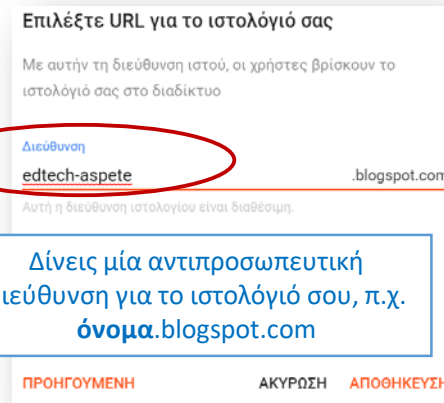 Επιλέξτε URL για το ιστολόγιό σας
Με αυτήν τη διεύθυνση ιστού, οι χρήστες βρίσκουν το
ιστολόγιό σας στο διαδίκτυο
Διεύθυνση
edtech-aspete .blogspot.com
Αυτή η διεύθυνση ιστολογίου είναι διαθέσιμη.
Δίνεις μία αντιπροσωπευτική
ιεύθυνση για το ιστολόγιό σου, π.χ.
όνομα.blogspot.com
ΠΡΟΗΓΟΥΜΕΝΗ ΑΚΥΡΩΣΗ ΑΠΟΘΗΚΕΥΣΗ